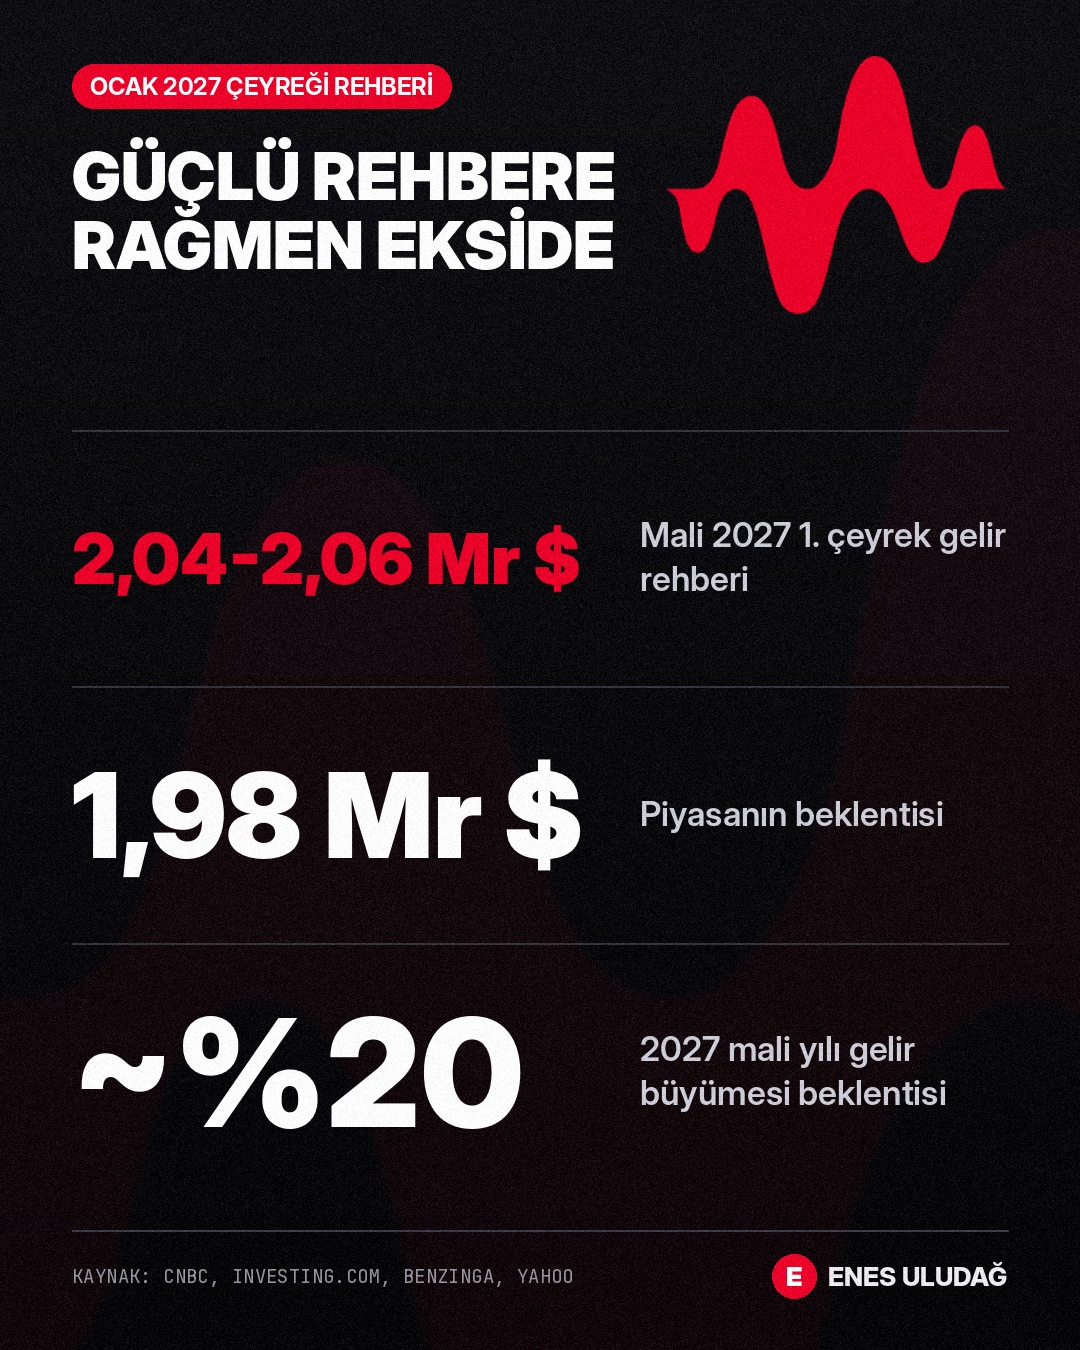 OCAK 2027 ÇEYREĞİ REHBERİ
GÜÇLÜ REHBERE
RAĞMEN EKSİDE
2,04-2,06 Mr $
Mali 2027 1. çeyrek gelir
rehberi
1,98 Mr $
Piyasanın beklentisi
~%20
2027 mali yılı gelir
büyümesi beklentisi
KAYNAK: CNBC, INVESTING.COM, BENZINGA, YAHOO
E ENES ULUDAĞ